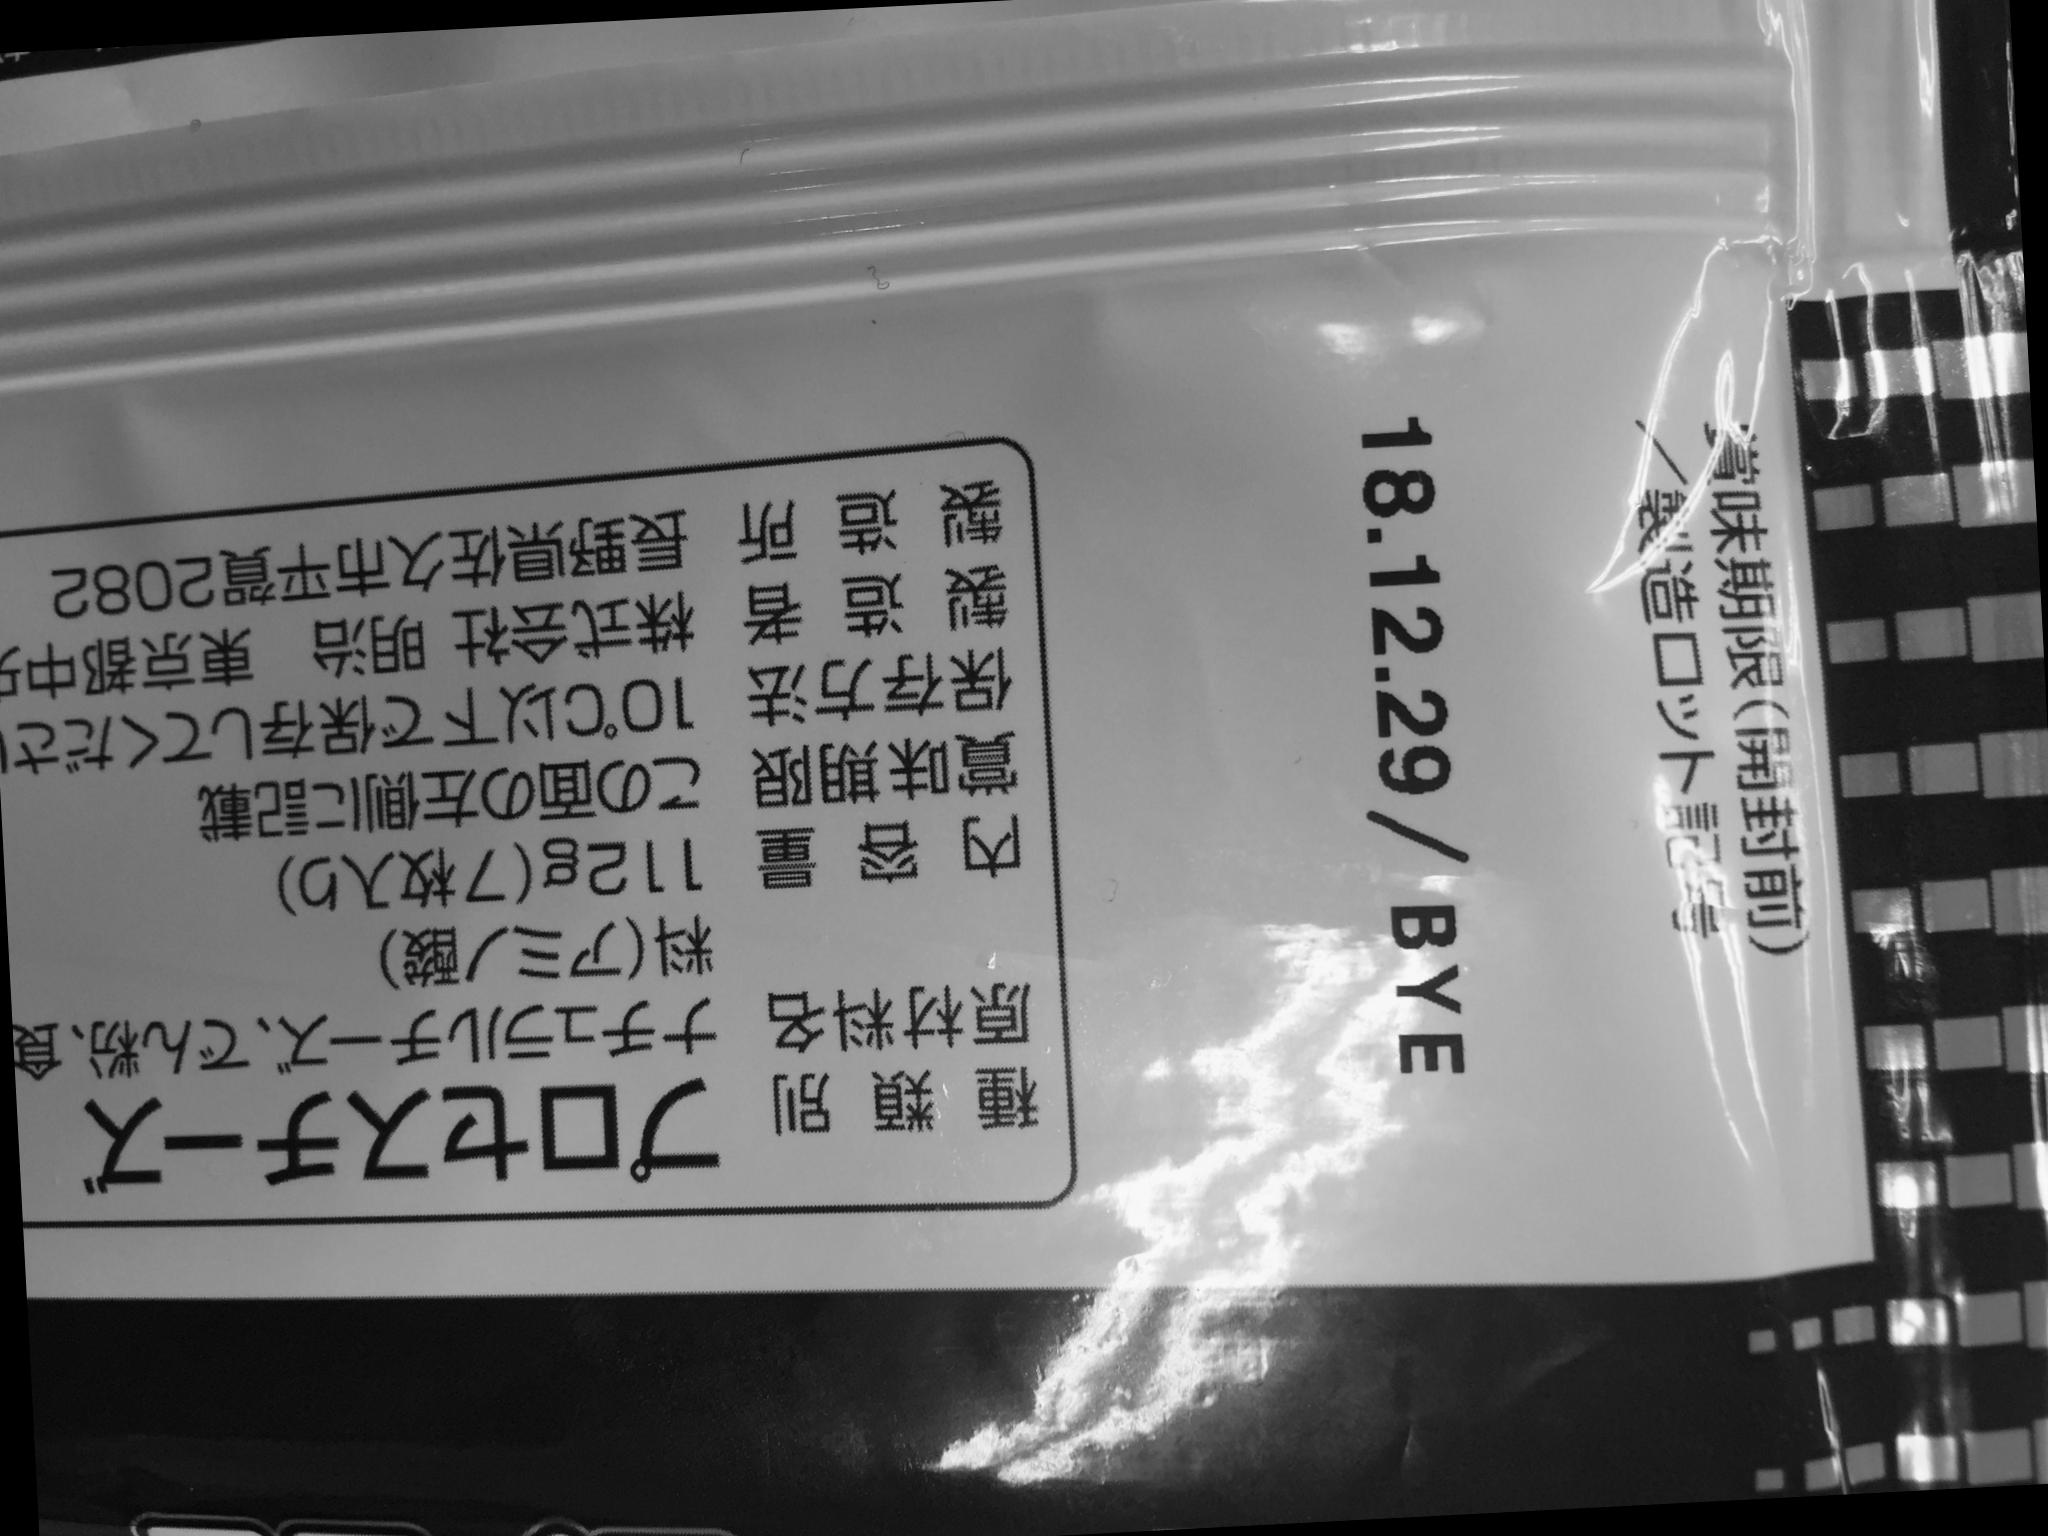 種類別 プロセスチーズ
原材料名 ナチュラルチーズ、でん粉、
料(アミノ酸)
内容量 112g(7枚入り)
賞味期限 この面の左側に記載
保存方法 10℃以下で保存してくださ
製造者 株式会社 明治 東京都中
製造所 長野県佐久市平賀2082
賞味期限(開封前)
/製造ロット記号
18.12.29/BYE